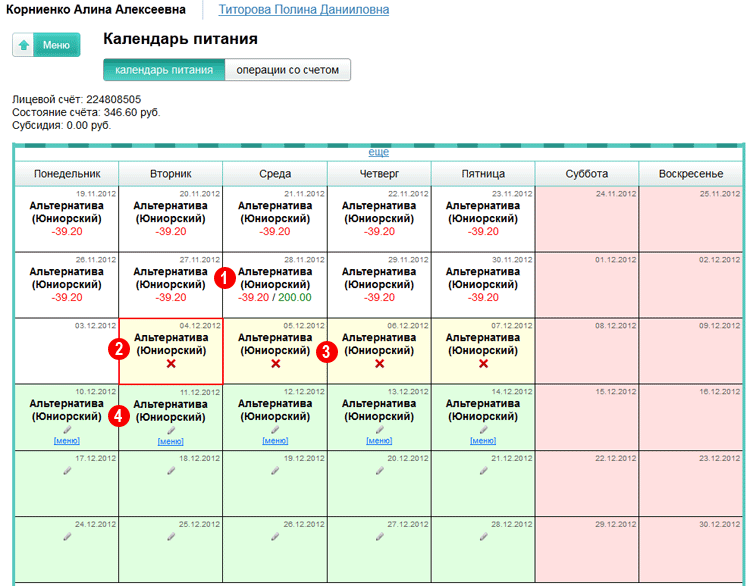 Корниенко Алина Алексеевна Титорова Полина Данииловна
Меню Календарь питания
календарь питания операции со счетом
Лицевой счёт: 224808505
Состояние счёта: 346.60 руб.
Субсидия: 0.00 руб.
еще
Понедельник Вторник Среда Четверг Пятница Суббота Воскресенье
19.11.2012 20.11.2012 21.11.2012 22.11.2012 23.11.2012 24.11.2012 25.11.2012
Альтернатива Альтернатива Альтернатива Альтернатива Альтернатива
(Юниорский) (Юниорский) (Юниорский) (Юниорский) (Юниорский)
-39.20 -39.20 -39.20 -39.20 -39.20
26.11.2012 27.11.2012 28.11.2012 29.11.2012 30.11.2012 01.12.2012 02.12.2012
Альтернатива Альтернатива 1 Альтернатива Альтернатива Альтернатива
(Юниорский) (Юниорский) (Юниорский) (Юниорский) (Юниорский)
-39.20 -39.20 -39.20 / 200.00 -39.20 -39.20
03.12.2012 04.12.2012 05.12.2012 06.12.2012 07.12.2012 08.12.2012 09.12.2012
2 Альтернатива Альтернатива 3 Альтернатива Альтернатива
(Юниорский) (Юниорский) (Юниорский) (Юниорский)
10.12.2012 11.12.2012 12.12.2012 13.12.2012 14.12.2012 15.12.2012 16.12.2012
Альтернатива 4 Альтернатива Альтернатива Альтернатива Альтернатива
(Юниорский) (Юниорский) (Юниорский) (Юниорский) (Юниорский)
[меню] [меню] [меню] [меню] [меню]
17.12.2012 18.12.2012 19.12.2012 20.12.2012 21.12.2012 22.12.2012 23.12.2012
24.12.2012 25.12.2012 26.12.2012 27.12.2012 28.12.2012 29.12.2012 30.12.2012